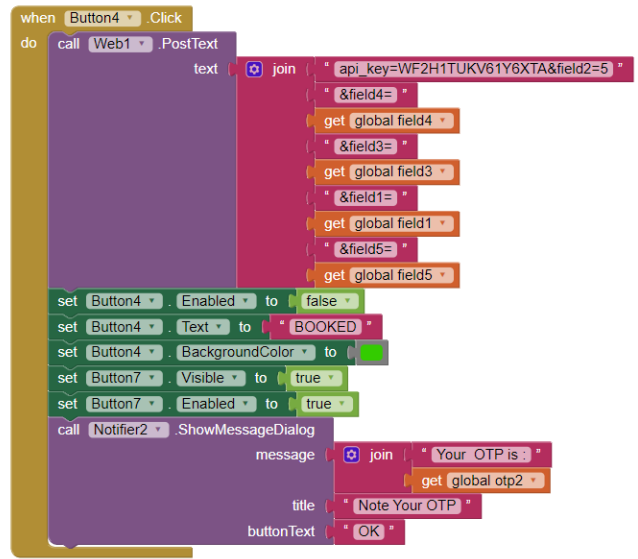 when Button4 .Click
do call Web1 .PostText
text join " api_key=WF2H1TUKV61Y6XTA&field2=5 "
" &field4= "
get global field4
" &field3= "
get global field3
" &field1= "
get global field1
" &field5= "
get global field5
set Button4 . Enabled to false
set Button4 . Text to " BOOKED "
set Button4 . BackgroundColor to
set Button7 . Visible to true
set Button7 . Enabled to true
call Notifier2 .ShowMessageDialog
message join " Your OTP is : "
get global otp2
title " Note Your OTP "
buttonText " OK "